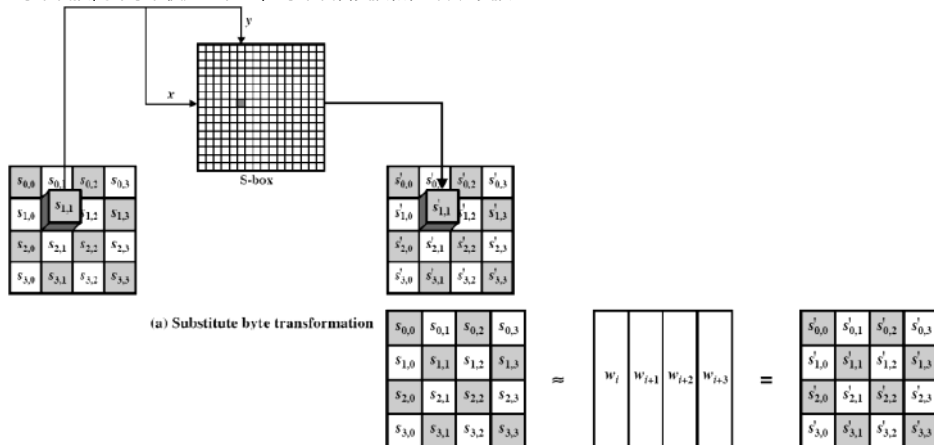 y
x
S-box
s0,0 s0,1 s0,2 s0,3
s1,0 s1,1 s1,2 s1,3
s2,0 s2,1 s2,2 s2,3
s3,0 s3,1 s3,2 s3,3
s'0,0 s'0, s'0,2 s'0,3
s'1,0 s'1,1 s'1,2 s'1,3
s'2,0 s'2,1 s'2,2 s'2,3
s'3,0 s'3,1 s'3,2 s'3,3
(a) Substitute byte transformation
s0,0 s0,1 s0,2 s0,3
s1,0 s1,1 s1,2 s1,3
s2,0 s2,1 s2,2 s2,3
s3,0 s3,1 s3,2 s3,3
≈
wi wi+1 wi+2 wi+3
=
s'0,0 s'0,1 s'0,2 s'0,3
s'1,0 s'1,1 s'1,2 s'1,3
s'2,0 s'2,1 s'2,2 s'2,3
s'3,0 s'3,1 s'3,2 s'3,3